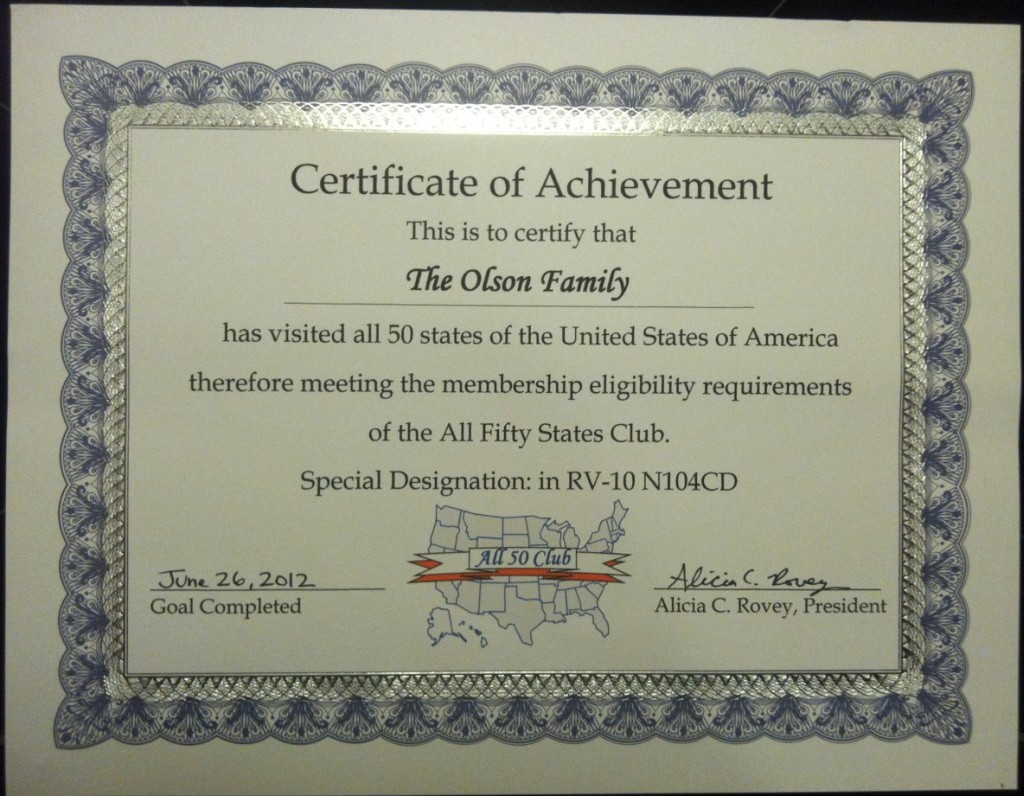 Certificate of Achievement
This is to certify that
The Olson Family
has visited all 50 states of the United States of America
therefore meeting the membership eligibility requirements
of the All Fifty States Club.
Special Designation: in RV-10 N104CD
All 50 Club
June 26, 2012
Goal Completed
Alicia C. Rovey
Alicia C. Rovey, President